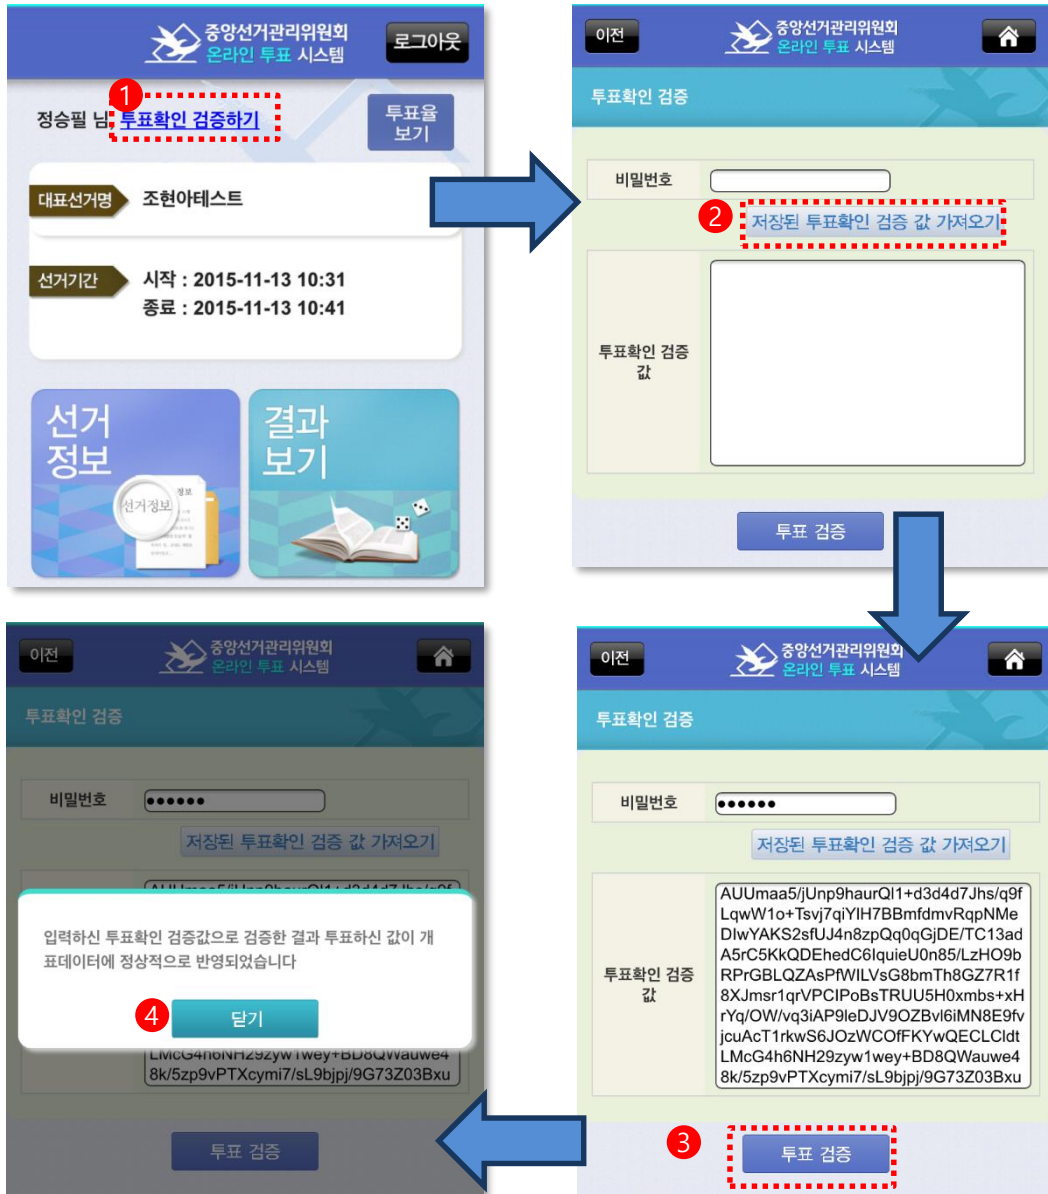 중앙선거관리위원회
온라인 투표 시스템
로그아웃
1
정승필 님, 투표확인 검증하기
투표율
보기
대표선거명
조현아테스트
선거기간
시작 : 2015-11-13 10:31
종료 : 2015-11-13 10:41
선거
정보
선거정보
정보
결과
보기
이전
중앙선거관리위원회
온라인 투표 시스템
투표확인 검증
비밀번호
2
저장된 투표확인 검증 값 가져오기
투표확인 검증
값
투표 검증
이전
중앙선거관리위원회
온라인 투표 시스템
투표확인 검증
비밀번호
••••••
저장된 투표확인 검증 값 가져오기
투표확인 검증
값
AUUmaa5/jUnp9haurQl1+d3d4d7Jhs/q9f
LqwW1o+Tsvj7qiYIH7BBmfdmvRqpNMe
DIwYAKS2sfUJ4n8zpQq0qGjDE/TC13ad
A5rC5KkQDEhedC6IquieU0n85/LzHO9b
RPrGBLQZAsPfWILVsG8bmTh8GZ7R1f
8XJmsr1qrVPCIPoBsTRUU5H0xmbs+xH
rYq/OW/vq3iAP9leDJV9OZBvl6iMN8E9fv
jcuAcT1rkwS6JOzWCOfFKYwQECLCldt
LMcG4h6NH29zyw1wey+BD8QWauwe4
8k/5zp9vPTXcymi7/sL9bjpj/9G73Z03Bxu
3
투표 검증
이전
중앙선거관리위원회
온라인 투표 시스템
투표확인 검증
비밀번호
••••••
저장된 투표확인 검증 값 가져오기
입력하신 투표확인 검증값으로 검증한 결과 투표하신 값이 개
표데이터에 정상적으로 반영되었습니다
4
닫기
LMcG4h6NH29zyw1wey+BD8QWauwe4
8k/5zp9vPTXcymi7/sL9bjpj/9G73Z03Bxu
투표 검증